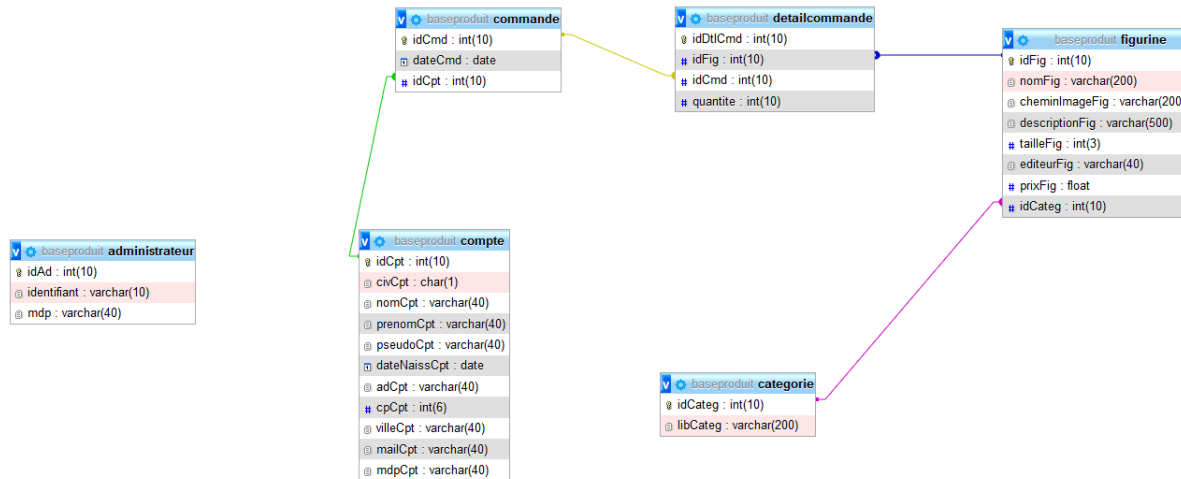 baseproduit commande
idCmd : int(10)
dateCmd : date
idCpt : int(10)
baseproduit detailcommande
idDtlCmd : int(10)
idFig : int(10)
idCmd : int(10)
quantite : int(10)
baseproduit figurine
idFig : int(10)
nomFig : varchar(200)
cheminImageFig : varchar(200
descriptionFig : varchar(500)
tailleFig : int(3)
editeurFig : varchar(40)
prixFig : float
idCateg : int(10)
baseproduit administrateur
idAd : int(10)
identifiant : varchar(10)
mdp : varchar(40)
baseproduit compte
idCpt : int(10)
civCpt : char(1)
nomCpt : varchar(40)
prenomCpt : varchar(40)
pseudoCpt : varchar(40)
dateNaissCpt : date
adCpt : varchar(40)
cpCpt : int(6)
villeCpt : varchar(40)
mailCpt : varchar(40)
mdpCpt : varchar(40)
baseproduit categorie
idCateg : int(10)
libCateg : varchar(200)